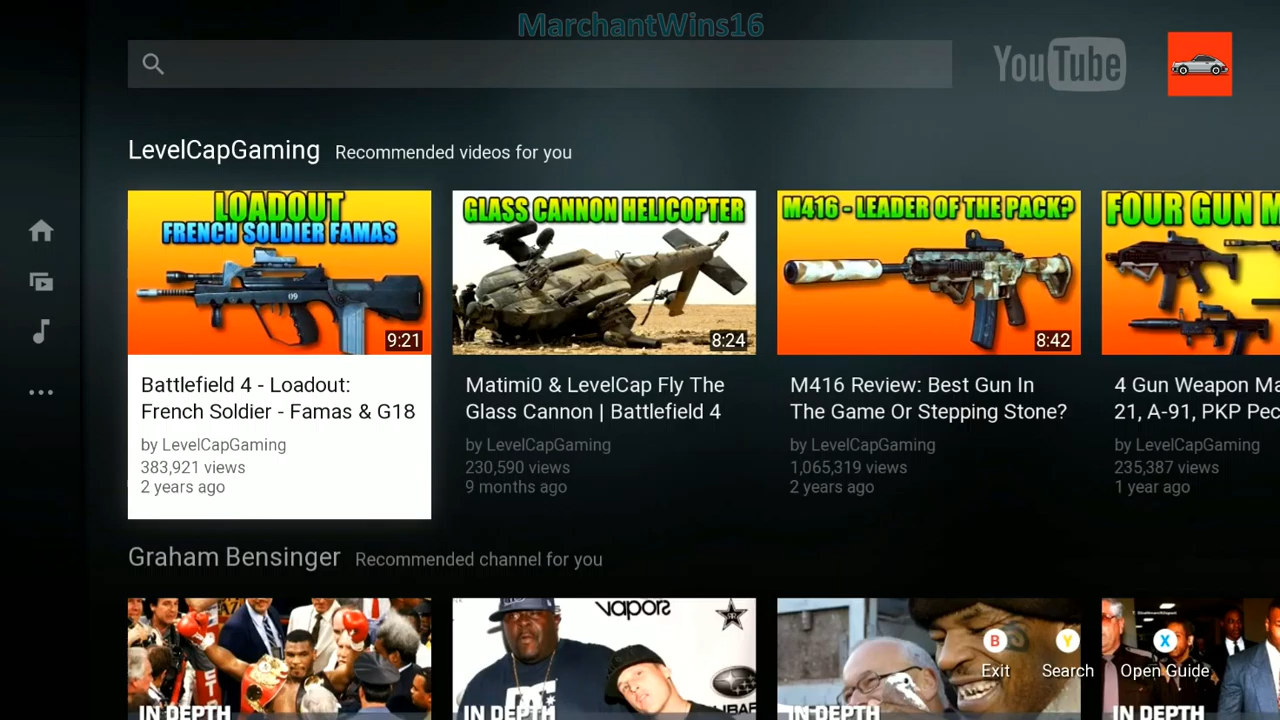 MarchantWins16
YouTube
LevelCapGaming Recommended videos for you
LOADOUT
FRENCH SOLDIER FAMAS
09
9:21
Battlefield 4 - Loadout:
French Soldier - Famas & G18
by LevelCapGaming
383,921 views
2 years ago
GLASS CANNON HELICOPTER
8:24
Matimi0 & LevelCap Fly The
Glass Cannon | Battlefield 4
by LevelCapGaming
230,590 views
9 months ago
M416 - LEADER OF THE PACK?
8:42
M416 Review: Best Gun In
The Game Or Stepping Stone?
by LevelCapGaming
1,065,319 views
2 years ago
FOUR GUN M
4 Gun Weapon Ma
21, A-91, PKP Pec
by LevelCapGaming
235,387 views
1 year ago
Graham Bensinger Recommended channel for you
IN DEPTH
vapors
DC
IN DEPTH
IN DEPTH
IN DEPTH
B
Exit
Y
Search
X
Open Guide